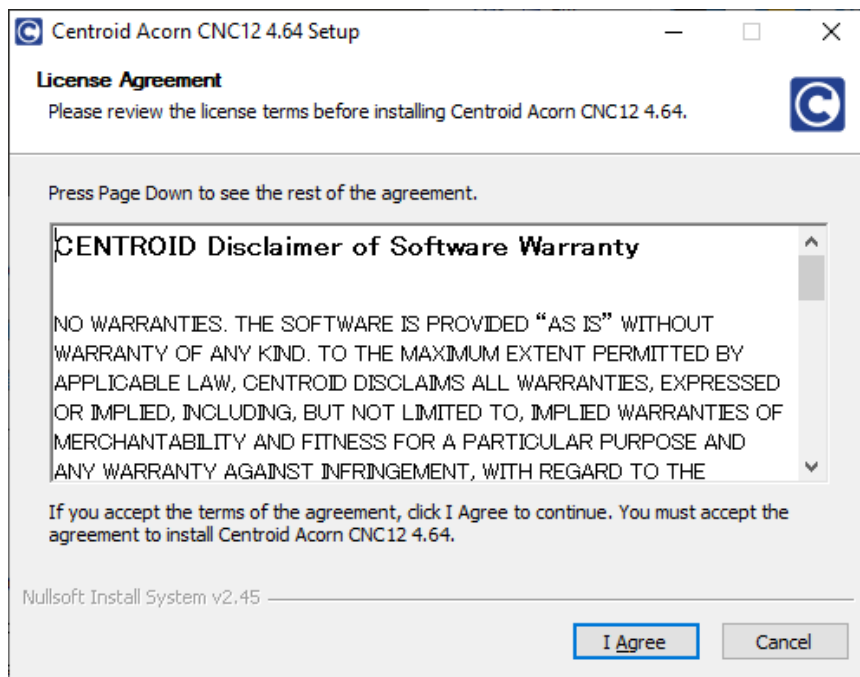 Centroid Acorn CNC12 4.64 Setup
License Agreement
Please review the license terms before installing Centroid Acorn CNC12 4.64.
Press Page Down to see the rest of the agreement.
CENTROID Disclaimer of Software Warranty
NO WARRANTIES. THE SOFTWARE IS PROVIDED “AS IS” WITHOUT
WARRANTY OF ANY KIND. TO THE MAXIMUM EXTENT PERMITTED BY
APPLICABLE LAW, CENTROID DISCLAIMS ALL WARRANTIES, EXPRESSED
OR IMPLIED, INCLUDING, BUT NOT LIMITED TO, IMPLIED WARRANTIES OF
MERCHANTABILITY AND FITNESS FOR A PARTICULAR PURPOSE AND
ANY WARRANTY AGAINST INFRINGEMENT, WITH REGARD TO THE
If you accept the terms of the agreement, click I Agree to continue. You must accept the
agreement to install Centroid Acorn CNC12 4.64.
Nullsoft Install System v2.45
I Agree
Cancel